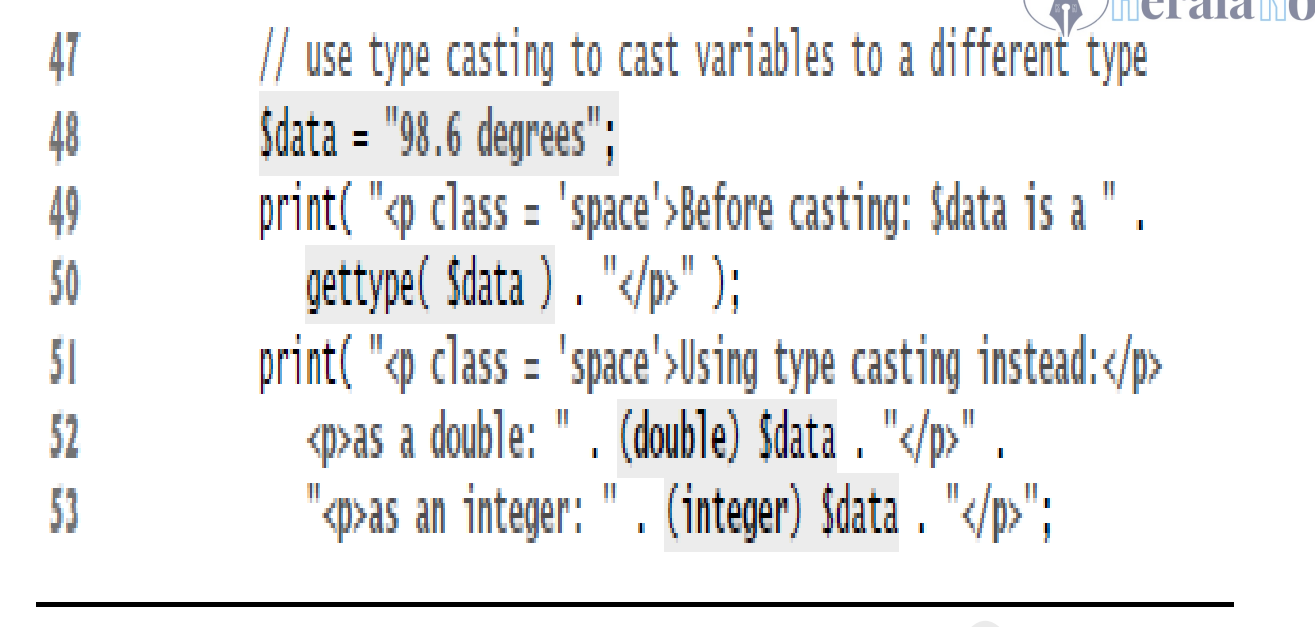 47 // use type casting to cast variables to a different type
48 $data = "98.6 degrees";
49 print( "<p class = 'space'>Before casting: $data is a " .
50 gettype( $data ) . "</p>" );
51 print( "<p class = 'space'>Using type casting instead:</p>
52 <p>as a double: " . (double) $data . "</p>" .
53 "<p>as an integer: " . (integer) $data . "</p>";